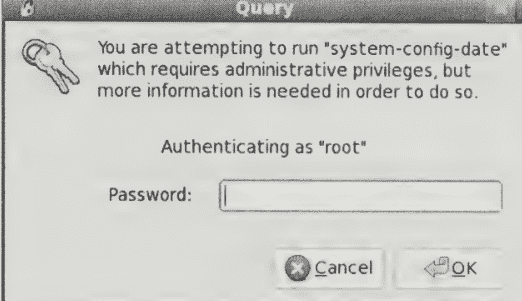 Query
You are attempting to run "system-config-date"
which requires administrative privileges, but
more information is needed in order to do so.
Authenticating as "root"
Password:
Cancel
OK